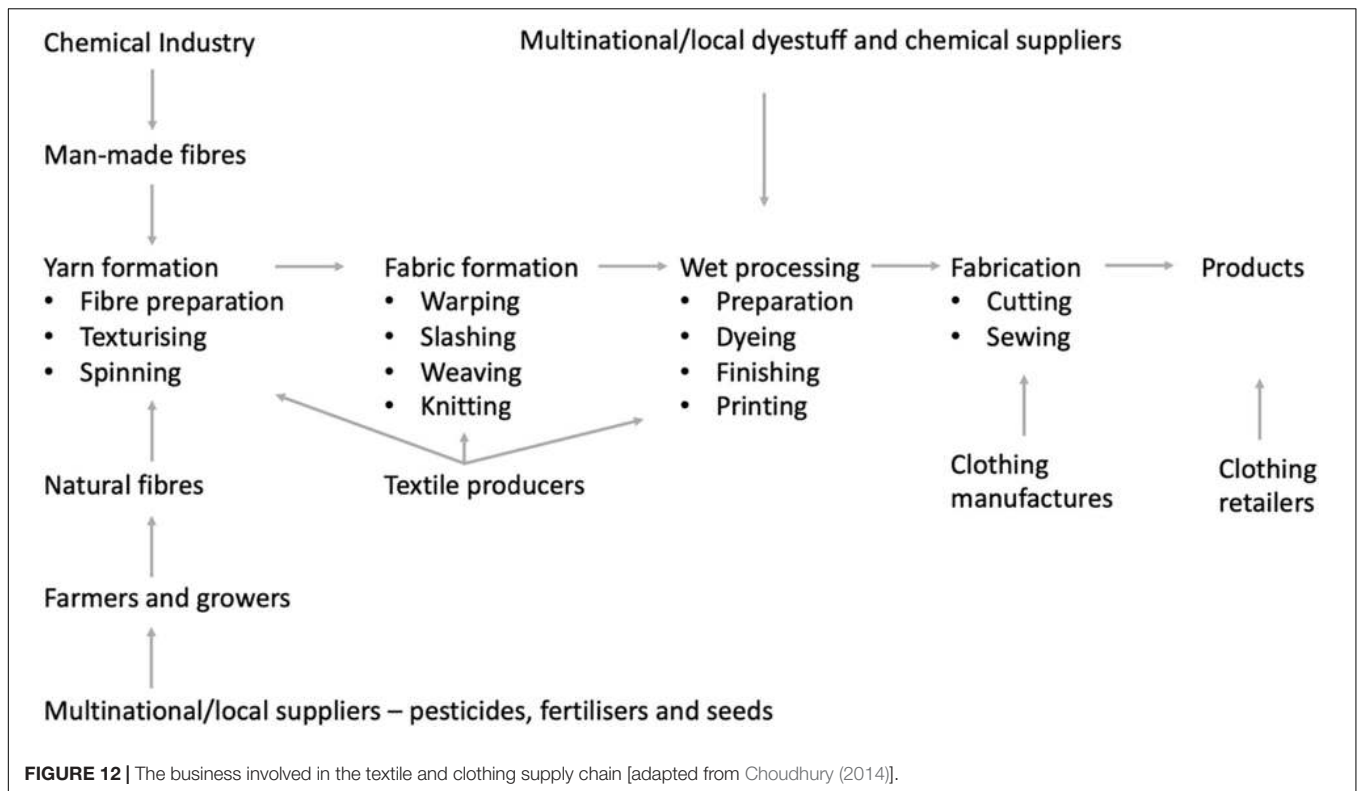 Chemical Industry
Multinational/local dyestuff and chemical suppliers
Man-made fibres
Yarn formation
• Fibre preparation
• Texturising
• Spinning
Fabric formation
• Warping
• Slashing
• Weaving
• Knitting
Wet processing
• Preparation
• Dyeing
• Finishing
• Printing
Fabrication
• Cutting
• Sewing
Products
Natural fibres
Textile producers
Clothing
manufactures
Clothing
retailers
Farmers and growers
Multinational/local suppliers – pesticides, fertilisers and seeds
FIGURE 12 | The business involved in the textile and clothing supply chain [adapted from Choudhury (2014)].